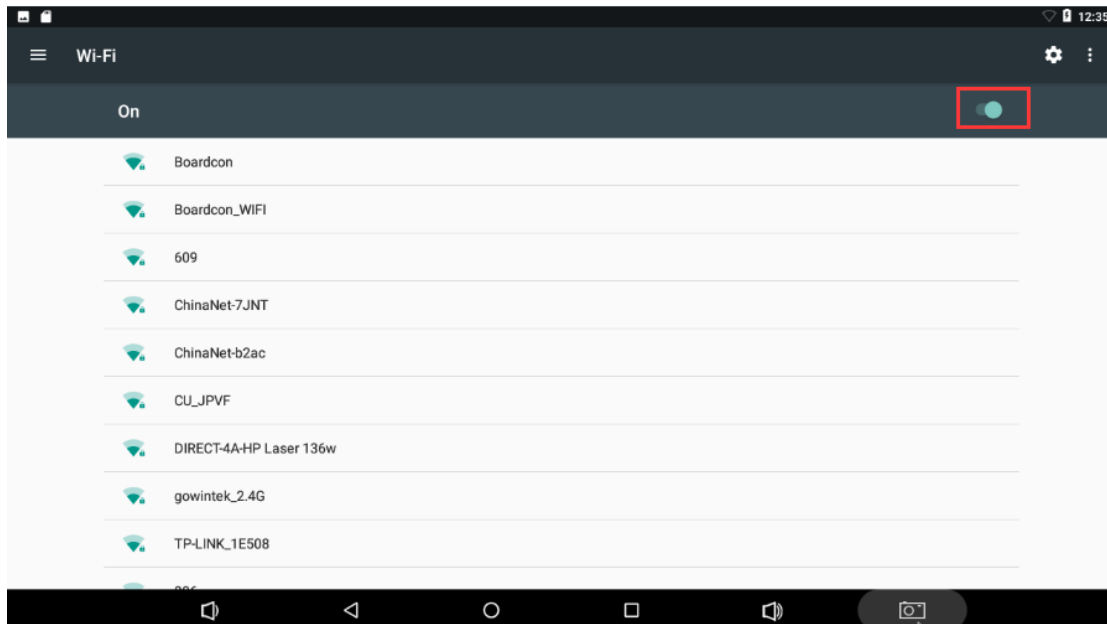 12:35
Wi-Fi
On
Boardcon
Boardcon_WIFI
609
ChinaNet-7JNT
ChinaNet-b2ac
CU_JPVF
DIRECT-4A-HP Laser 136w
gowintek_2.4G
TP-LINK_1E508